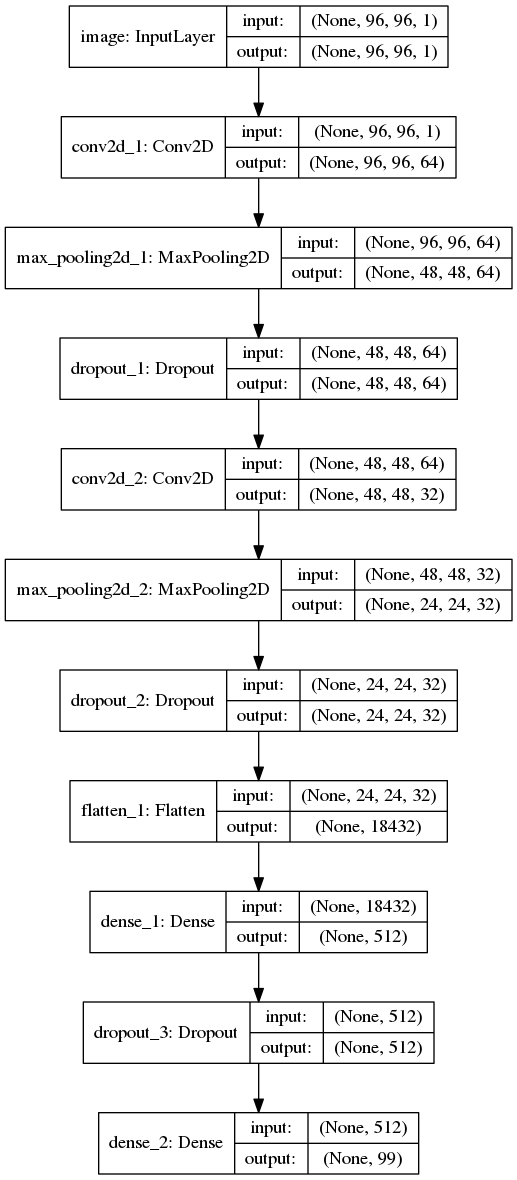 image: InputLayer
input: (None, 96, 96, 1)
output: (None, 96, 96, 1)
conv2d_1: Conv2D
input: (None, 96, 96, 1)
output: (None, 96, 96, 64)
max_pooling2d_1: MaxPooling2D
input: (None, 96, 96, 64)
output: (None, 48, 48, 64)
dropout_1: Dropout
input: (None, 48, 48, 64)
output: (None, 48, 48, 64)
conv2d_2: Conv2D
input: (None, 48, 48, 64)
output: (None, 48, 48, 32)
max_pooling2d_2: MaxPooling2D
input: (None, 48, 48, 32)
output: (None, 24, 24, 32)
dropout_2: Dropout
input: (None, 24, 24, 32)
output: (None, 24, 24, 32)
flatten_1: Flatten
input: (None, 24, 24, 32)
output: (None, 18432)
dense_1: Dense
input: (None, 18432)
output: (None, 512)
dropout_3: Dropout
input: (None, 512)
output: (None, 512)
dense_2: Dense
input: (None, 512)
output: (None, 99)